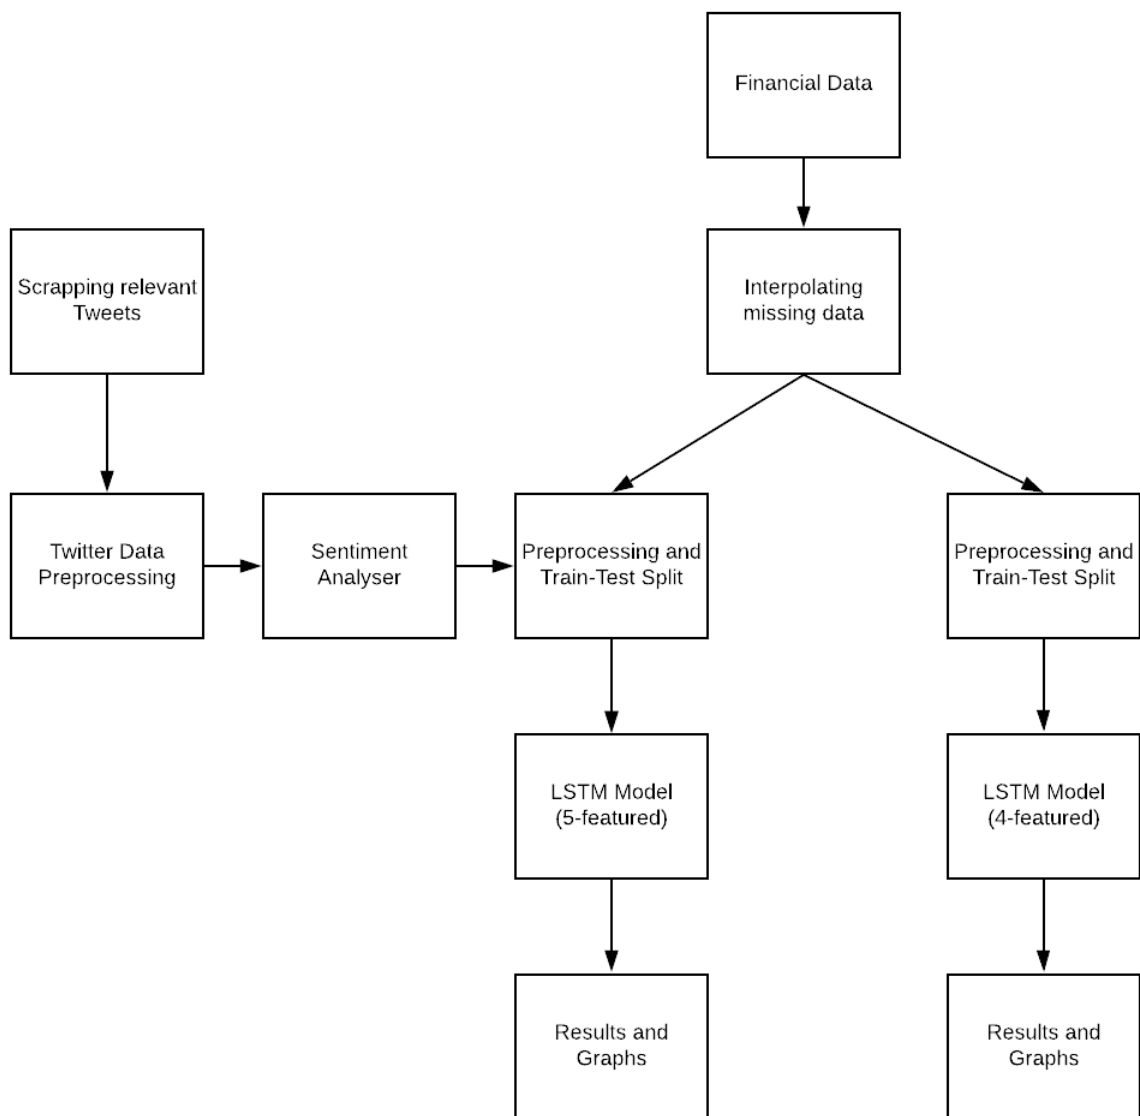 Financial Data
Scrapping relevant
Tweets
Interpolating
missing data
Twitter Data
Preprocessing
Sentiment
Analyser
Preprocessing and
Train-Test Split
Preprocessing and
Train-Test Split
LSTM Model
(5-featured)
LSTM Model
(4-featured)
Results and
Graphs
Results and
Graphs